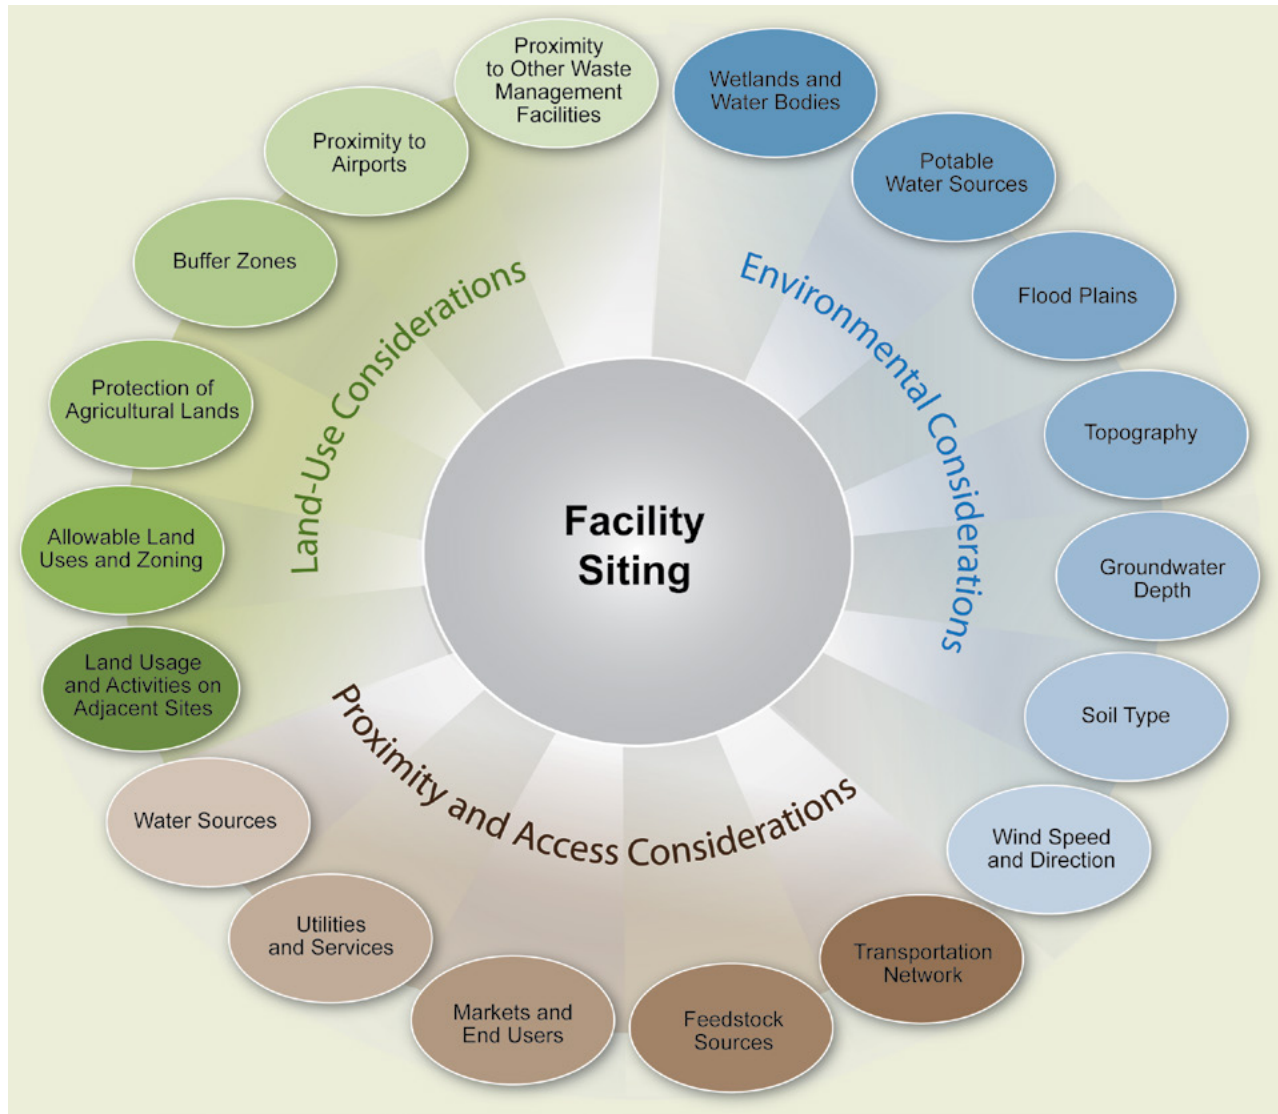 Proximity
to Other Waste
Management
Facilities
Wetlands and
Water Bodies
Proximity to
Airports
Potable
Water Sources
Buffer Zones
Flood Plains
Land-Use Considerations
Environmental Considerations
Protection of
Agricultural Lands
Topography
Facility
Siting
Allowable Land
Uses and Zoning
Groundwater
Depth
Land Usage
and Activities on
Adjacent Sites
Soil Type
Proximity and Access Considerations
Water Sources
Wind Speed
and Direction
Utilities
and Services
Transportation
Network
Markets and
End Users
Feedstock
Sources